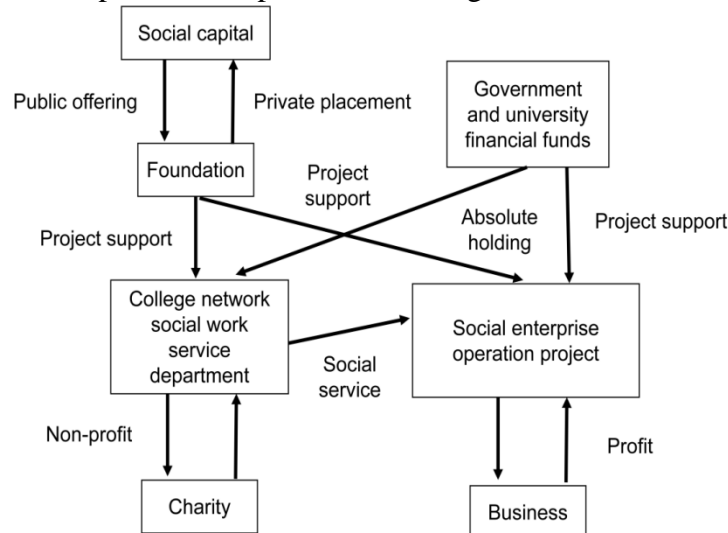 Social capital
Public offering
Private placement
Government
and university
financial funds
Foundation
Project
support
Project support
Absolute
holding
Project support
College network
social work
service
department
Social enterprise
operation project
Social
service
Non-profit
Profit
Charity
Business